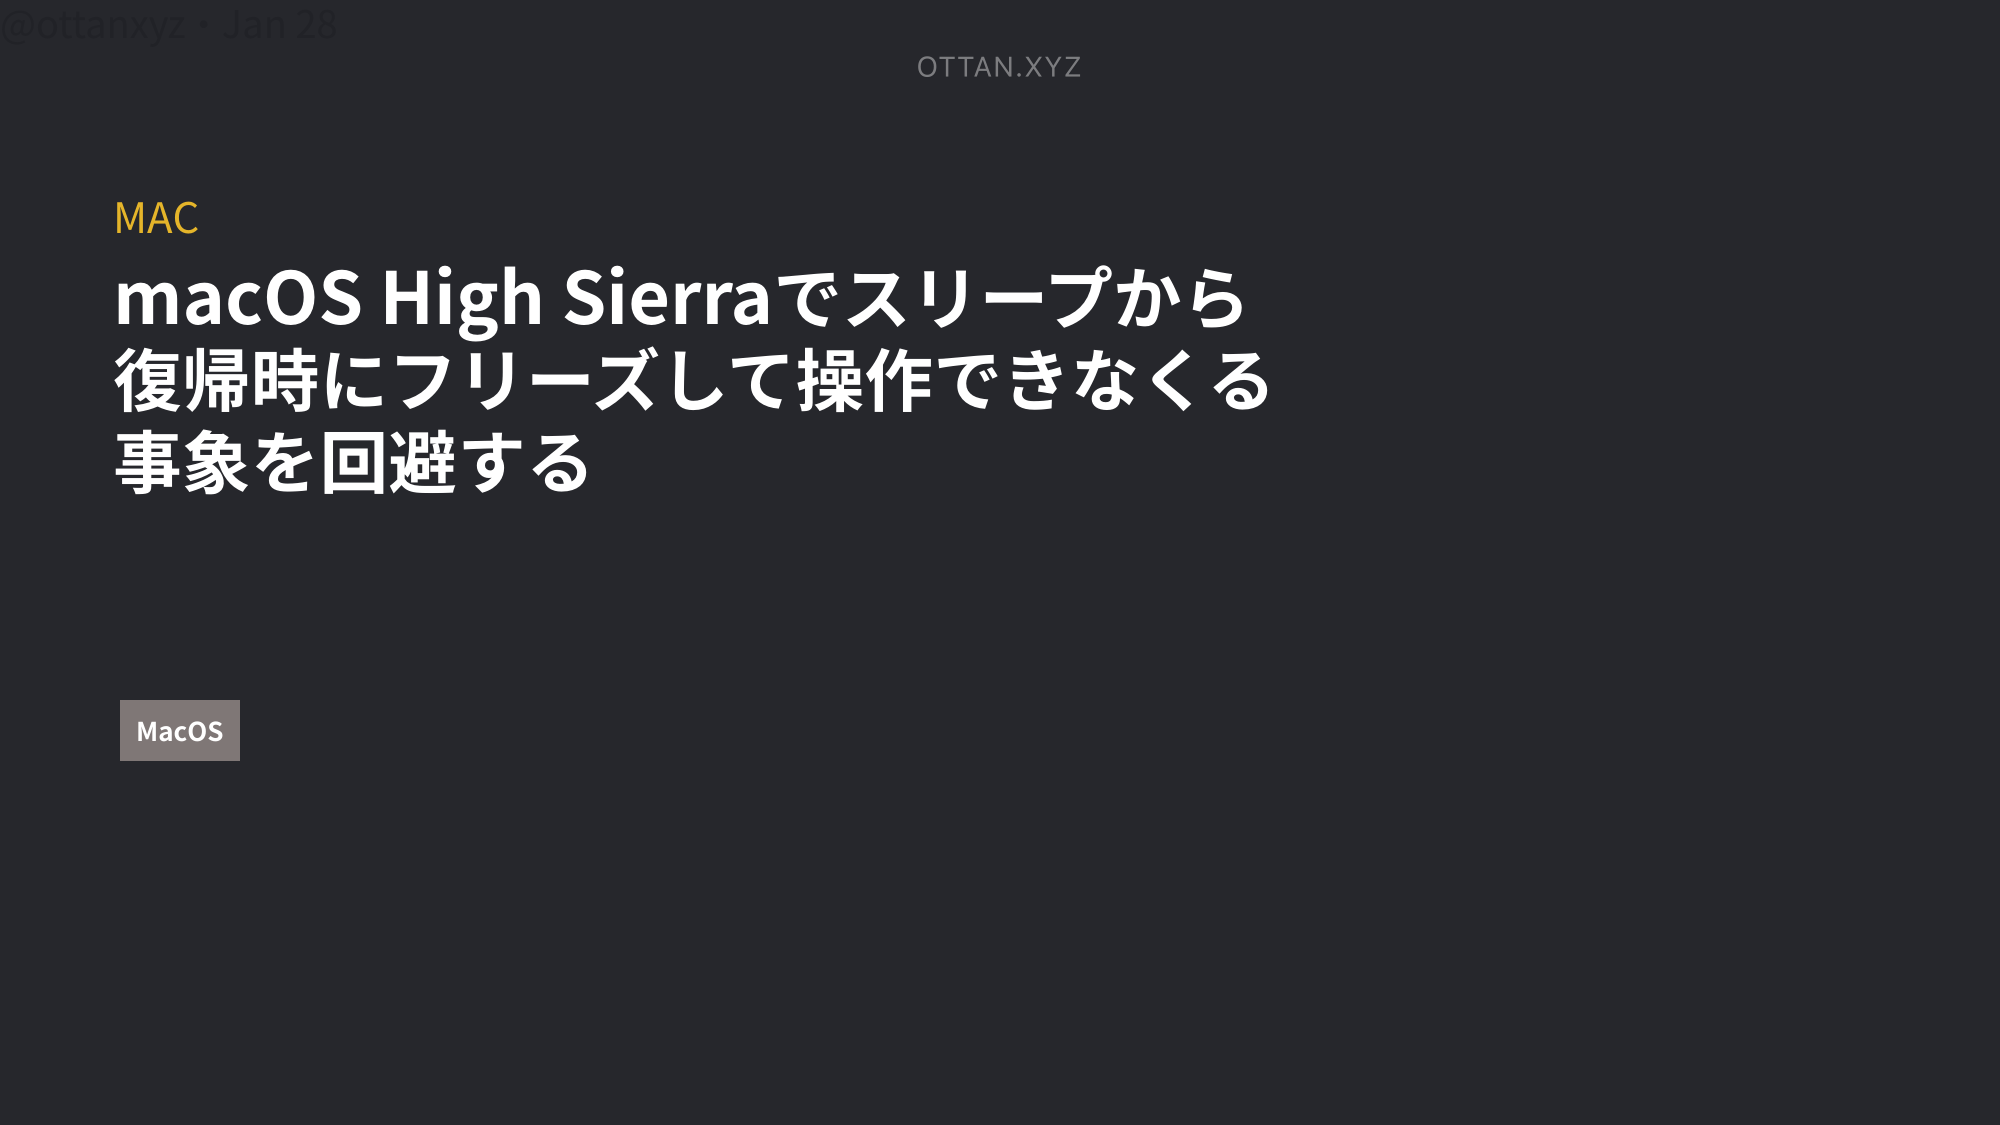 @ottanxyz・Jan 28
OTTAN.XYZ
MAC
macOS High Sierraでスリープから
復帰時にフリーズして操作できなくる
事象を回避する
MacOS